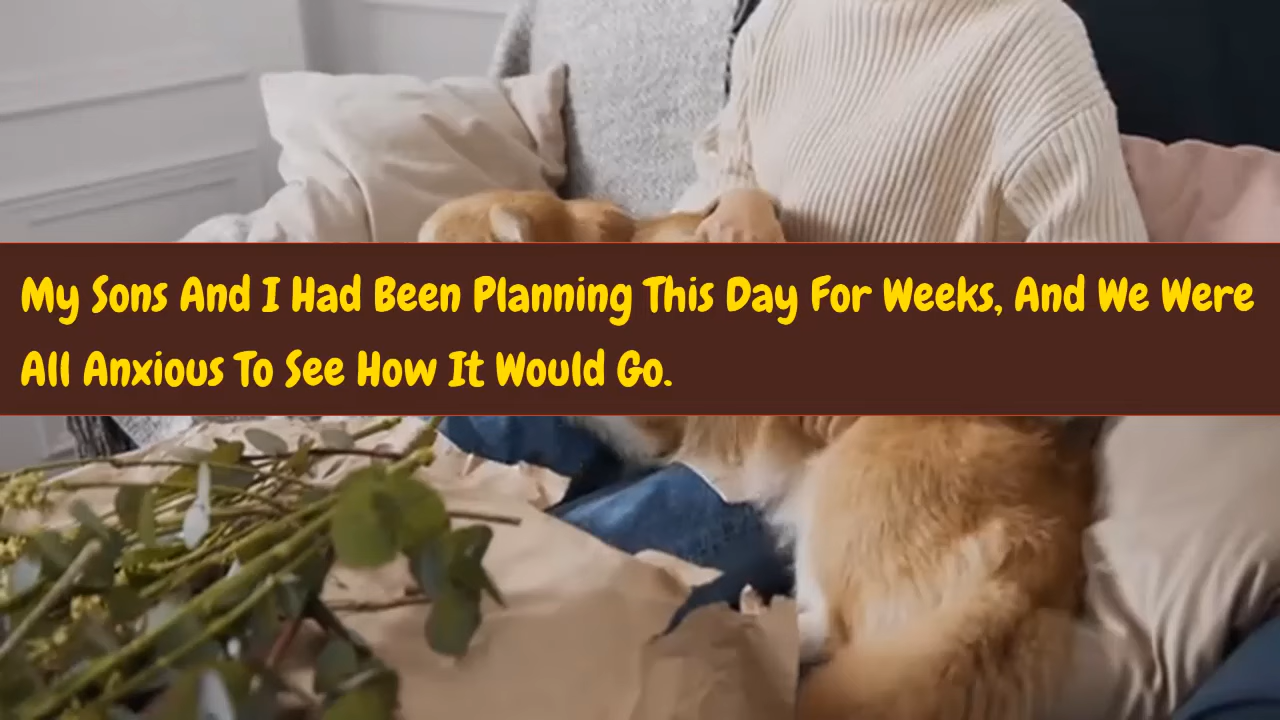 My Sons And I Had Been Planning This Day For Weeks, And We Were
All Anxious To See How It Would Go.